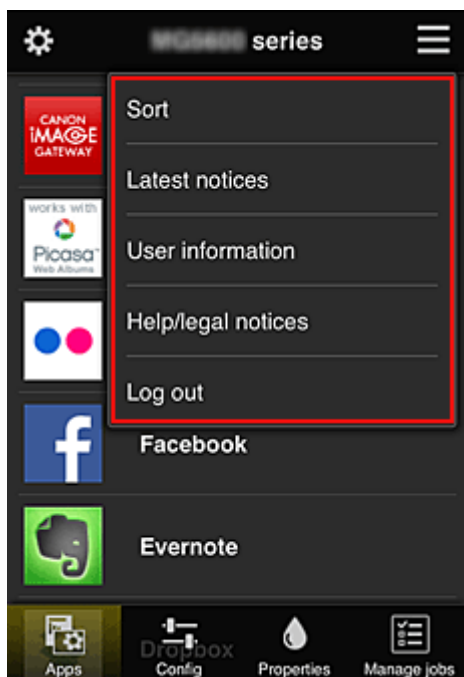 series
CANON
iMAGE
GATEWAY
Sort
Latest notices
works with
Picasa™
Web Albums
User information
Help/legal notices
Log out
Facebook
Evernote
Dropbox
Apps
Config
Properties
Manage jobs